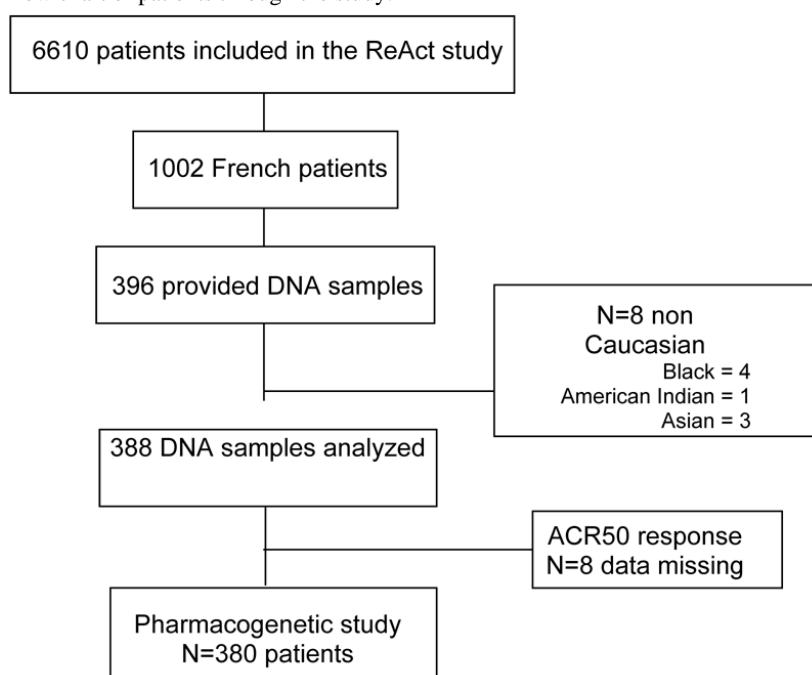 6610 patients included in the ReAct study
1002 French patients
396 provided DNA samples
N=8 non
Caucasian
Black = 4
American Indian = 1
Asian = 3
388 DNA samples analyzed
ACR50 response
N=8 data missing
Pharmacogenetic study
N=380 patients